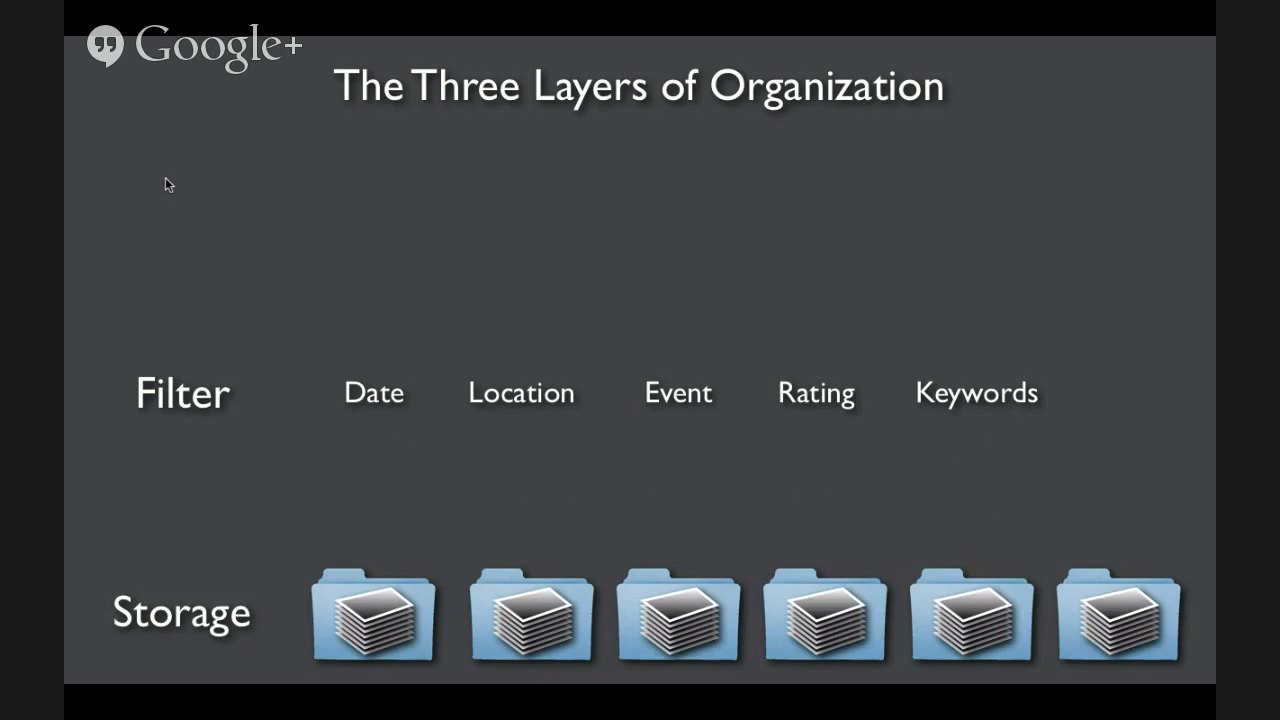 Google+
The Three Layers of Organization
Filter Date Location Event Rating Keywords
Storage